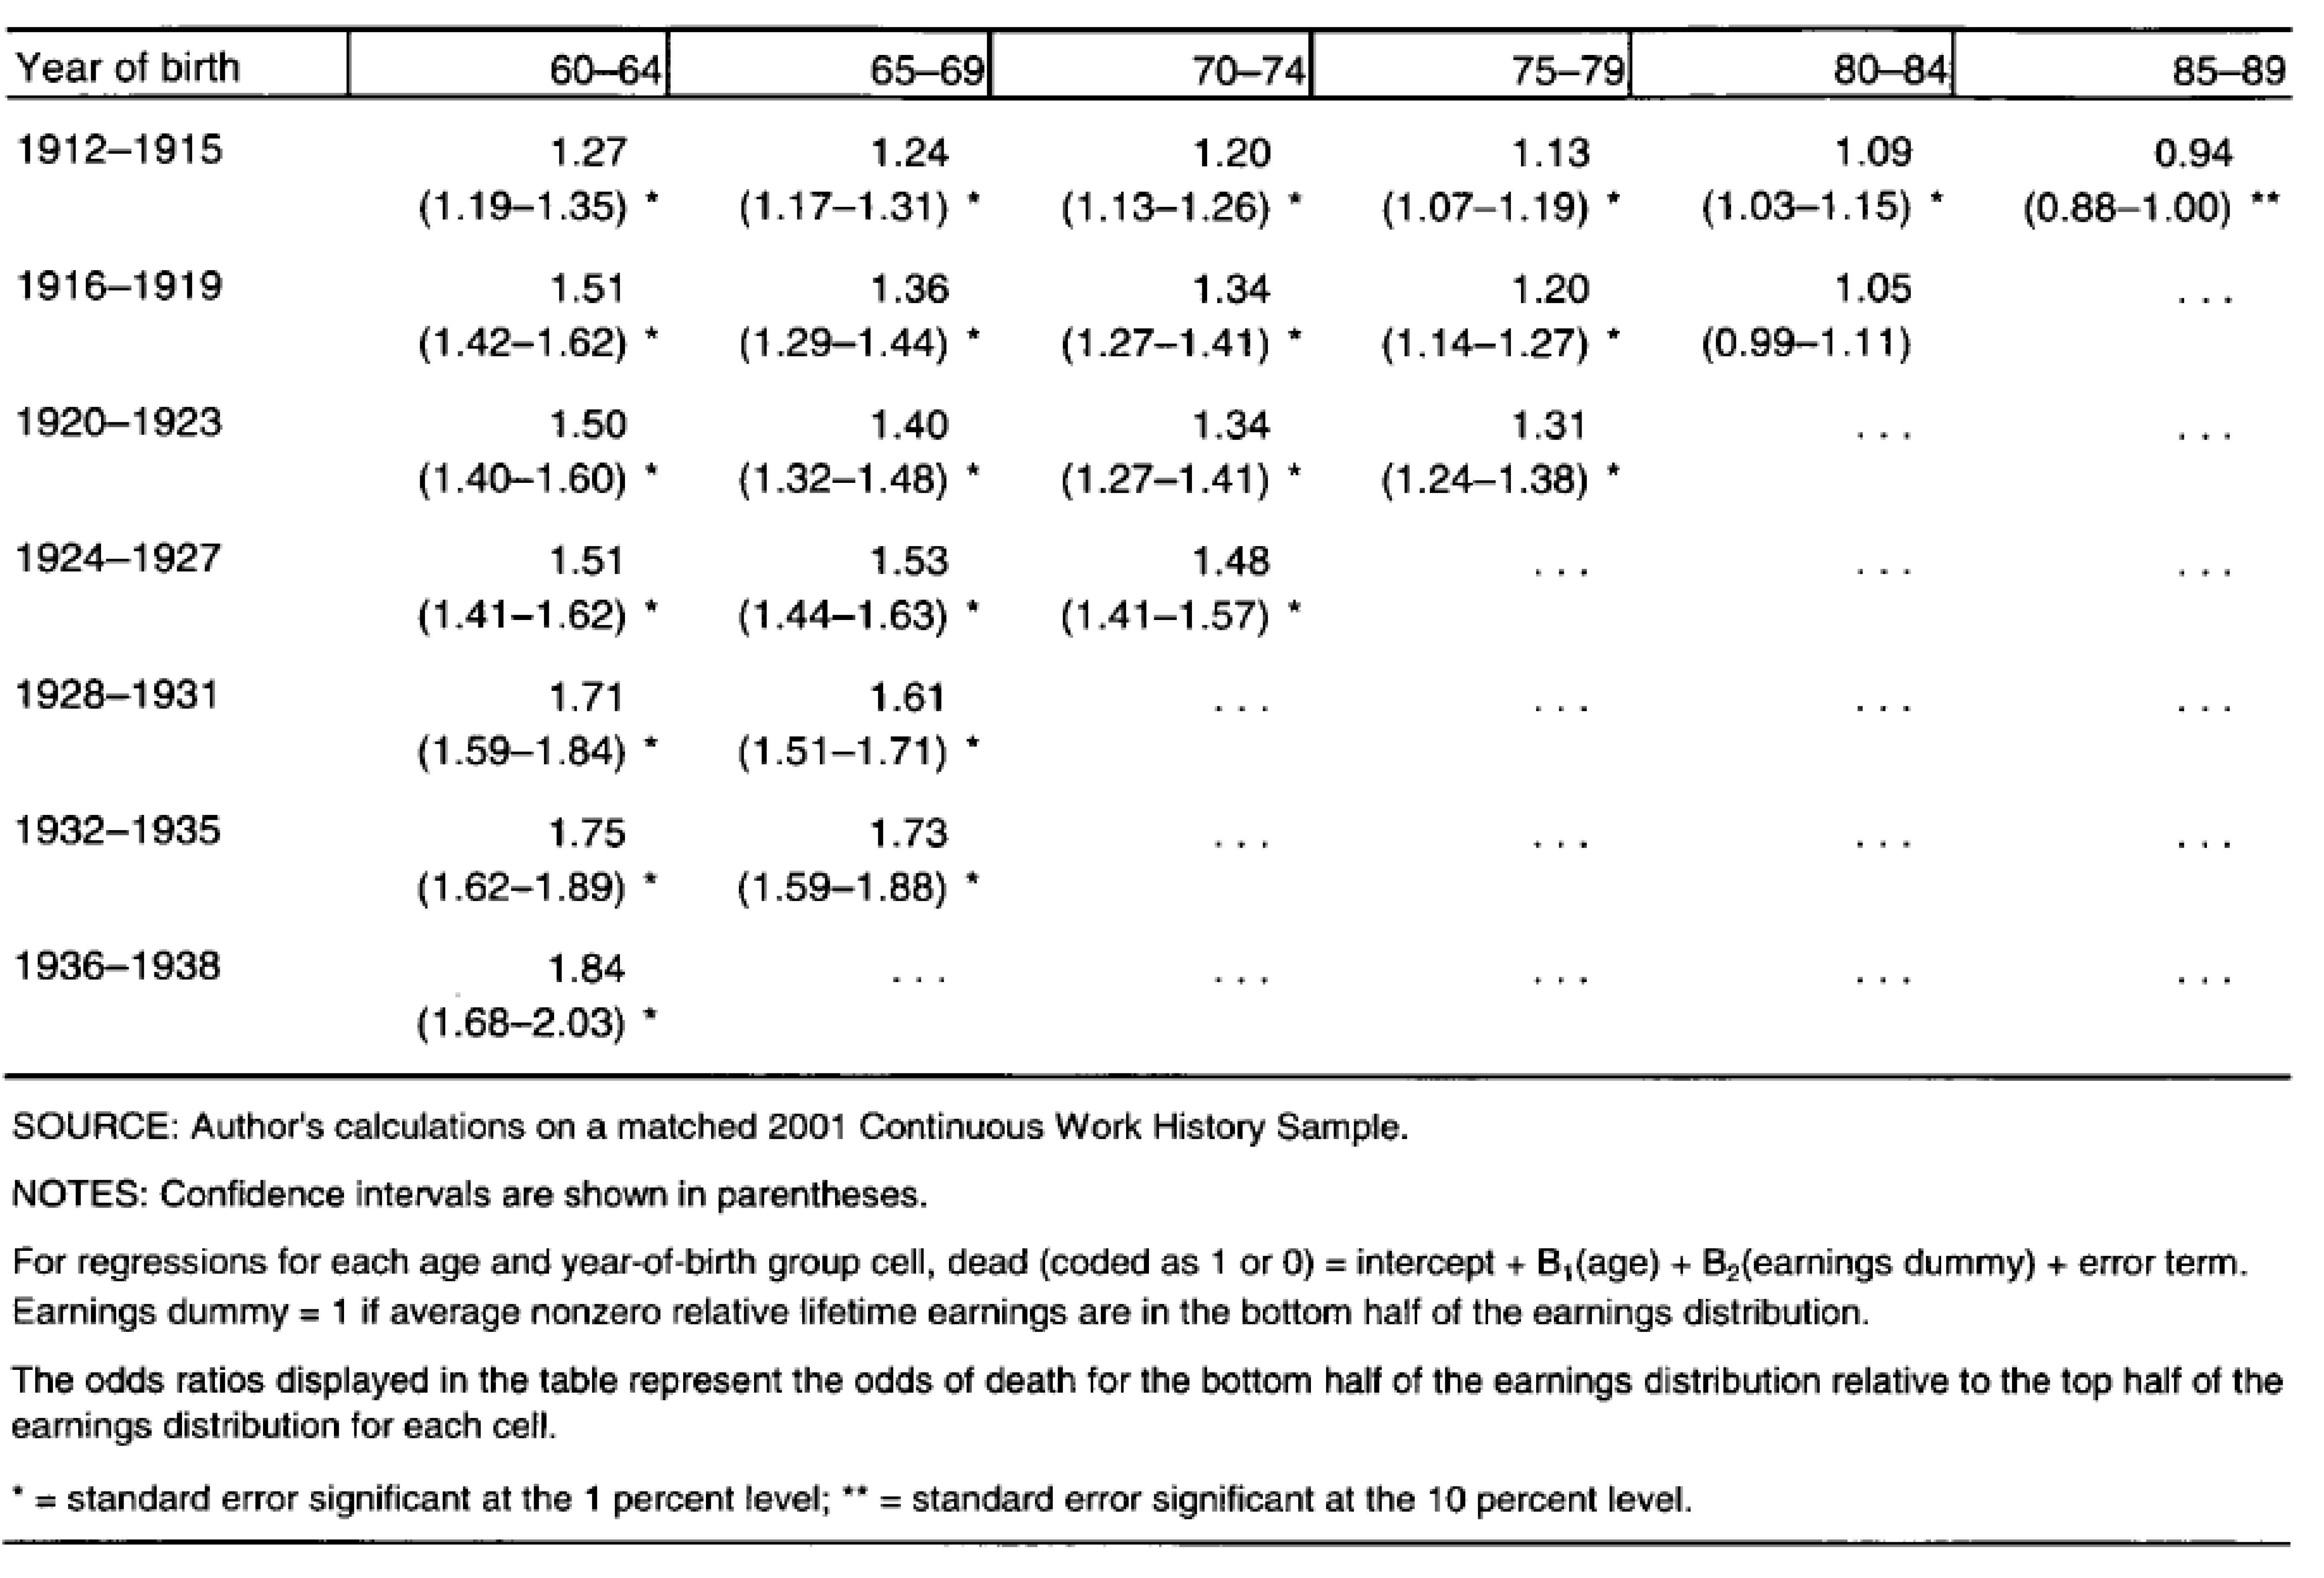 Year of birth 60–64 65–69 70–74 75–79 80–84 85–89
1912–1915 1.27 1.24 1.20 1.13 1.09 0.94
(1.19–1.35) * (1.17–1.31) * (1.13–1.26) * (1.07–1.19) * (1.03–1.15) * (0.88–1.00) **
1916–1919 1.51 1.36 1.34 1.20 1.05 . . .
(1.42–1.62) * (1.29–1.44) * (1.27–1.41) * (1.14–1.27) * (0.99–1.11)
1920–1923 1.50 1.40 1.34 1.31 . . . . . .
(1.40–1.60) * (1.32–1.48) * (1.27–1.41) * (1.24–1.38) *
1924–1927 1.51 1.53 1.48 . . . . . . . . .
(1.41–1.62) * (1.44–1.63) * (1.41–1.57) *
1928–1931 1.71 1.61 . . . . . . . . . . . .
(1.59–1.84) * (1.51–1.71) *
1932–1935 1.75 1.73 . . . . . . . . . . . .
(1.62–1.89) * (1.59–1.88) *
1936–1938 1.84 . . . . . . . . . . . . . . .
(1.68–2.03) *
SOURCE: Author's calculations on a matched 2001 Continuous Work History Sample.
NOTES: Confidence intervals are shown in parentheses.
For regressions for each age and year-of-birth group cell, dead (coded as 1 or 0) = intercept + B₁(age) + B₂(earnings dummy) + error term.
Earnings dummy = 1 if average nonzero relative lifetime earnings are in the bottom half of the earnings distribution.
The odds ratios displayed in the table represent the odds of death for the bottom half of the earnings distribution relative to the top half of the
earnings distribution for each cell.
* = standard error significant at the 1 percent level; ** = standard error significant at the 10 percent level.